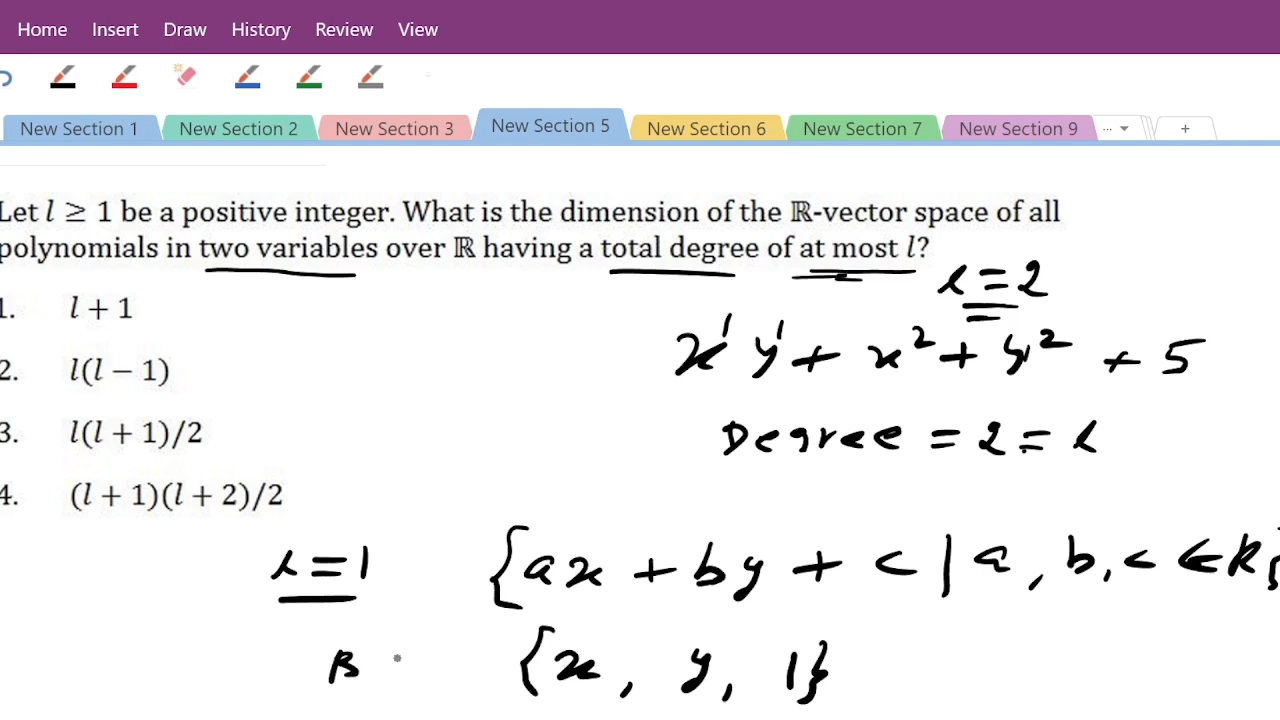 Home Insert Draw History Review View
New Section 1 New Section 2 New Section 3 New Section 5 New Section 6 New Section 7 New Section 9 ... +
Let l ≥ 1 be a positive integer. What is the dimension of the ℝ-vector space of all
polynomials in two variables over ℝ having a total degree of at most l?
l = 2
1. l + 1
x¹y¹ + x² + y² + 5
2. l(l − 1)
3. l(l + 1)/2
Degree = 2 = l
4. (l + 1)(l + 2)/2
l = 1 {ax + by + c | a, b, c ∈ R}
B {x, y, 1}